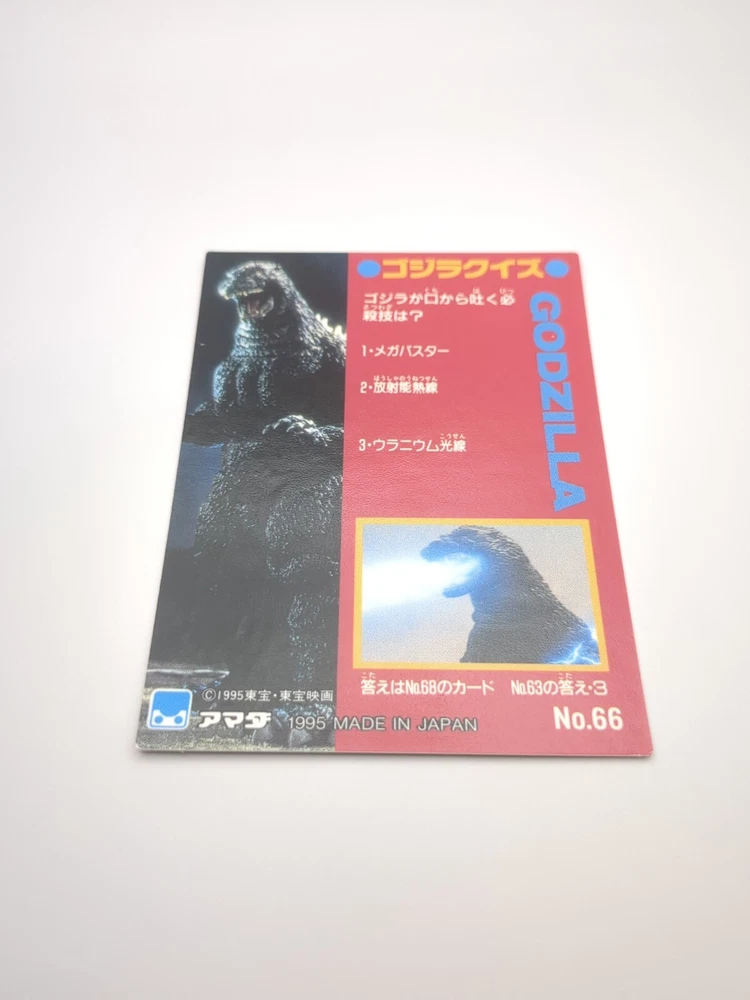 ゴジラクイズ
GODZILLA
ゴジラが口から吐く必
殺技は?
1・メガバスター
2・放射能熱線
3・ウラニウム光線
答えはNo.68のカード No.63の答え・3
©1995東宝・東宝映画
アマダ 1995 MADE IN JAPAN
No.66